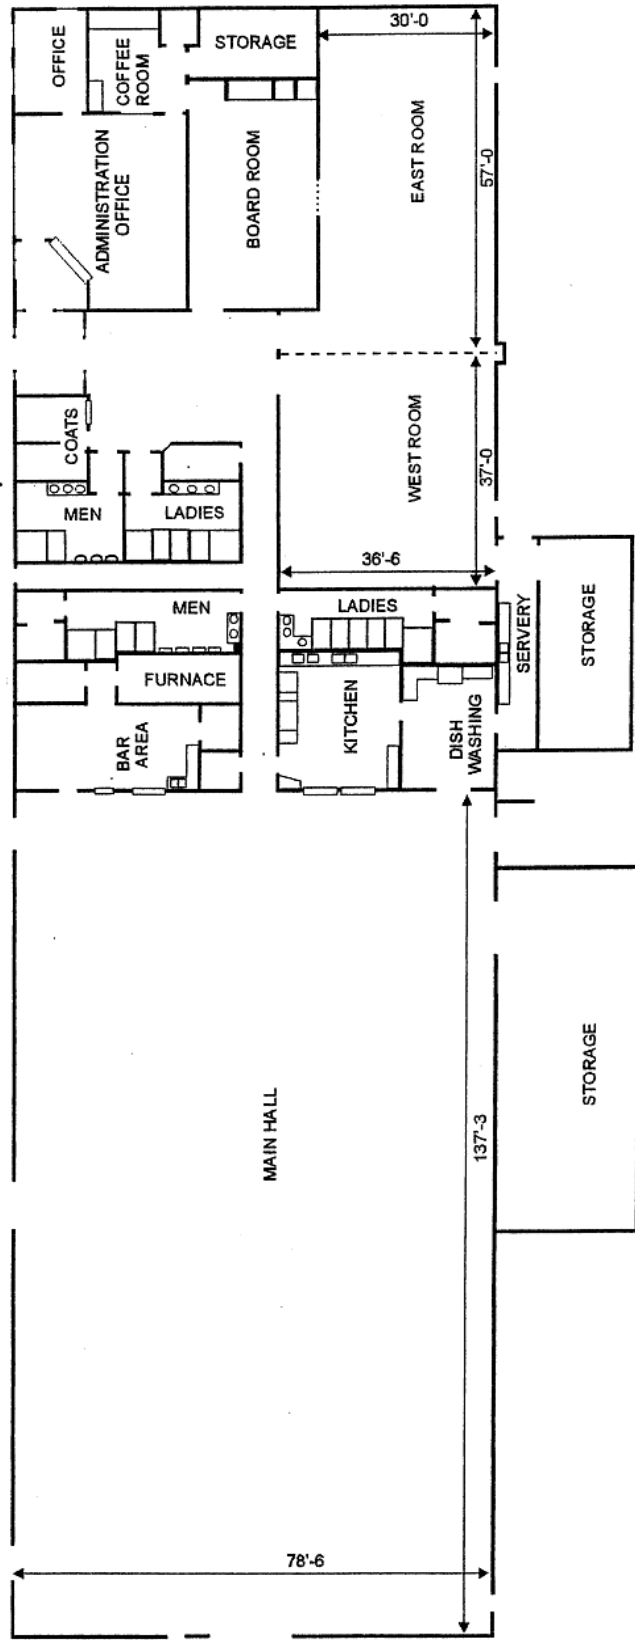 30'-0
OFFICE
COFFEE
ROOM
STORAGE
EAST ROOM
57'-0
ADMINISTRATION
OFFICE
BOARD ROOM
COATS
WEST ROOM
37'-0
MEN
LADIES
36'-6
MEN
LADIES
SERVERY
STORAGE
FURNACE
KITCHEN
BAR
AREA
DISH
WASHING
MAIN HALL
137'-3
STORAGE
78'-6